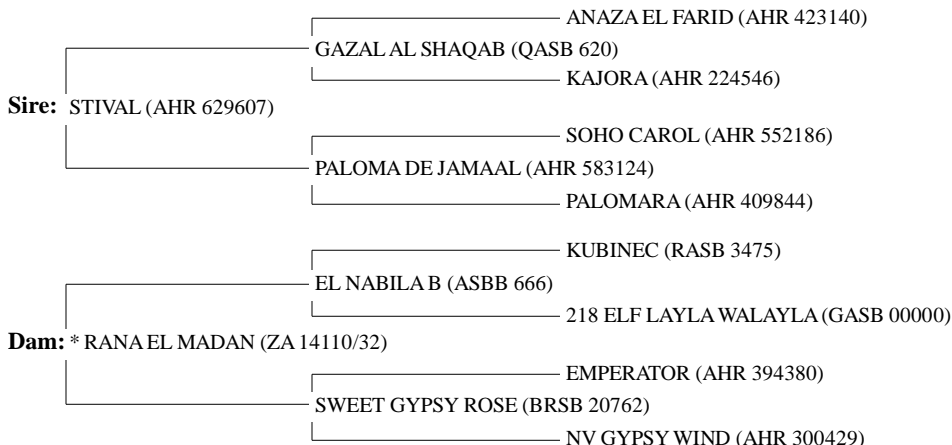 ANAZA EL FARID (AHR 423140)
GAZAL AL SHAQAB (QASB 620)
KAJORA (AHR 224546)
Sire: STIVAL (AHR 629607)
SOHO CAROL (AHR 552186)
PALOMA DE JAMAAL (AHR 583124)
PALOMARA (AHR 409844)
KUBINEC (RASB 3475)
EL NABILA B (ASBB 666)
218 ELF LAYLA WALAYLA (GASB 00000)
Dam: * RANA EL MADAN (ZA 14110/32)
EMPERATOR (AHR 394380)
SWEET GYPSY ROSE (BRSB 20762)
NV GYPSY WIND (AHR 300429)